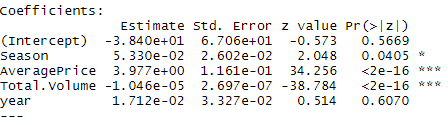 Coefficients:
Estimate Std. Error z value Pr(>|z|)
(Intercept) -3.840e+01 6.701e+01 -0.573 0.5669
Season 5.330e-02 2.602e-02 2.048 0.0405 *
AveragePrice 3.977e+00 1.161e-01 34.256 <2e-16 ***
Total.Volume -1.046e-05 2.697e-07 -38.784 <2e-16 ***
year 1.712e-02 3.327e-02 0.514 0.6070
---